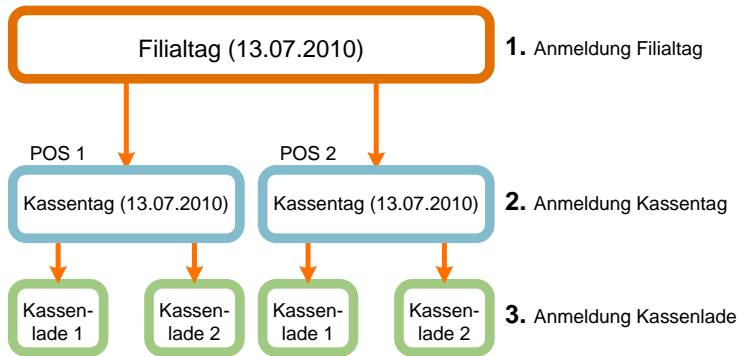 Filialtag (13.07.2010)
1. Anmeldung Filialtag
POS 1
POS 2
Kassentag (13.07.2010)
Kassentag (13.07.2010)
2. Anmeldung Kassentag
Kassen-
lade 1
Kassen-
lade 2
Kassen-
lade 1
Kassen-
lade 2
3. Anmeldung Kassenlade